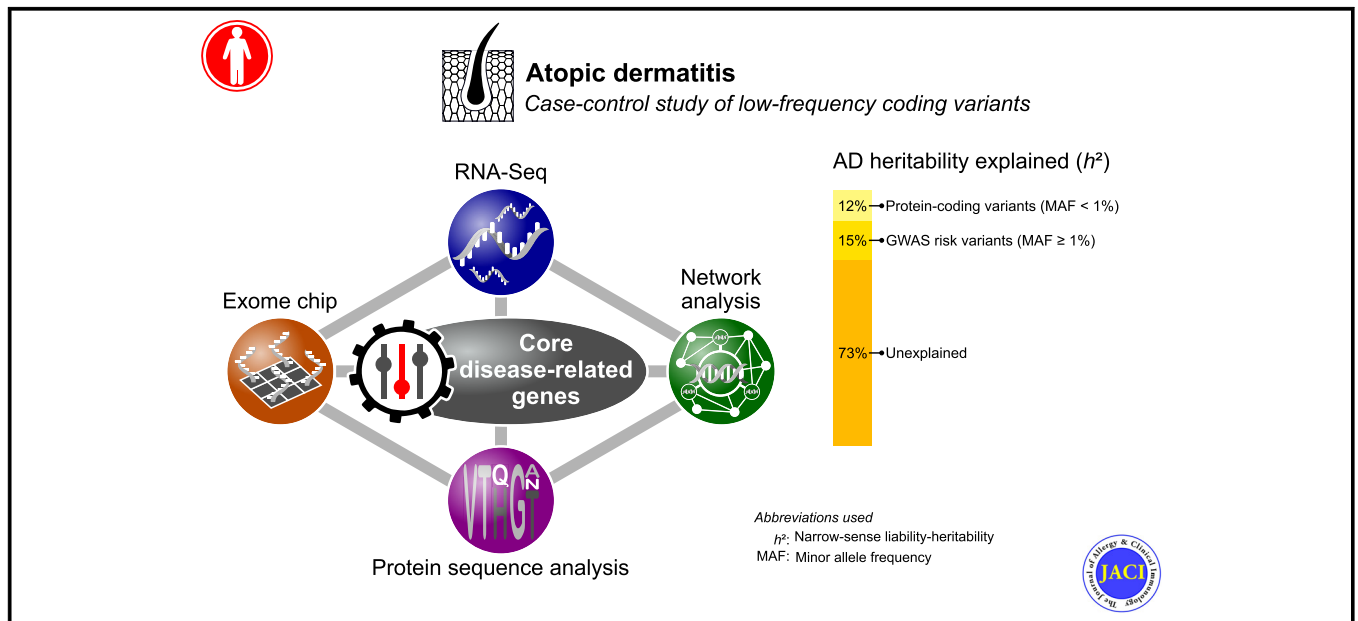 Atopic dermatitis
Case-control study of low-frequency coding variants
RNA-Seq
Exome chip
Network
analysis
Core
disease-related
genes
VTQHGANT
Protein sequence analysis
AD heritability explained (h²)
12% Protein-coding variants (MAF < 1%)
15% GWAS risk variants (MAF ≥ 1%)
73% Unexplained
Abbreviations used
h²: Narrow-sense liability-heritability
MAF: Minor allele frequency
The Journal of Allergy & Clinical Immunology
JACI